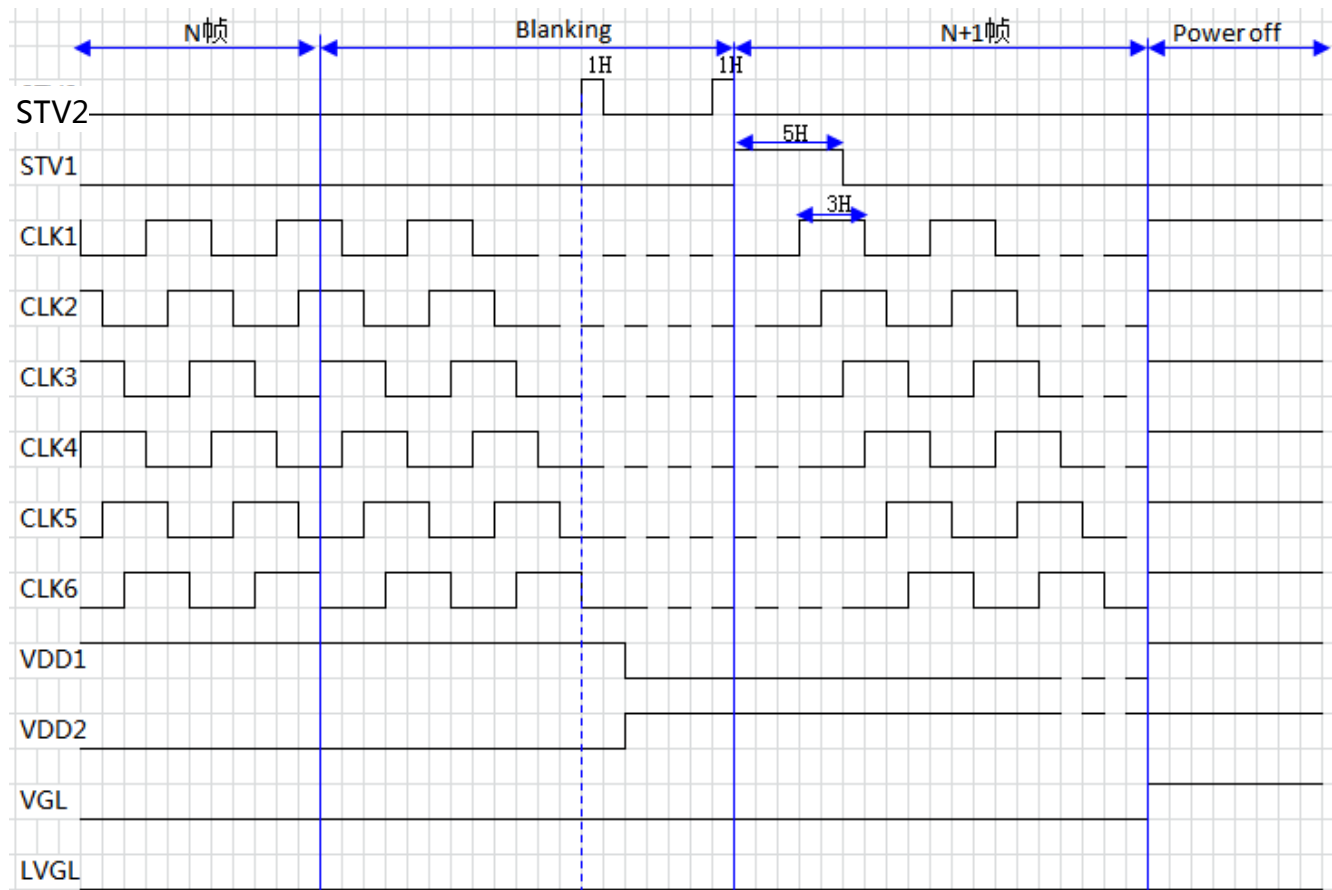 N帧 Blanking N+1帧 Power off
1H 1H
STV2
5H
STV1
3H
CLK1
CLK2
CLK3
CLK4
CLK5
CLK6
VDD1
VDD2
VGL
LVGL